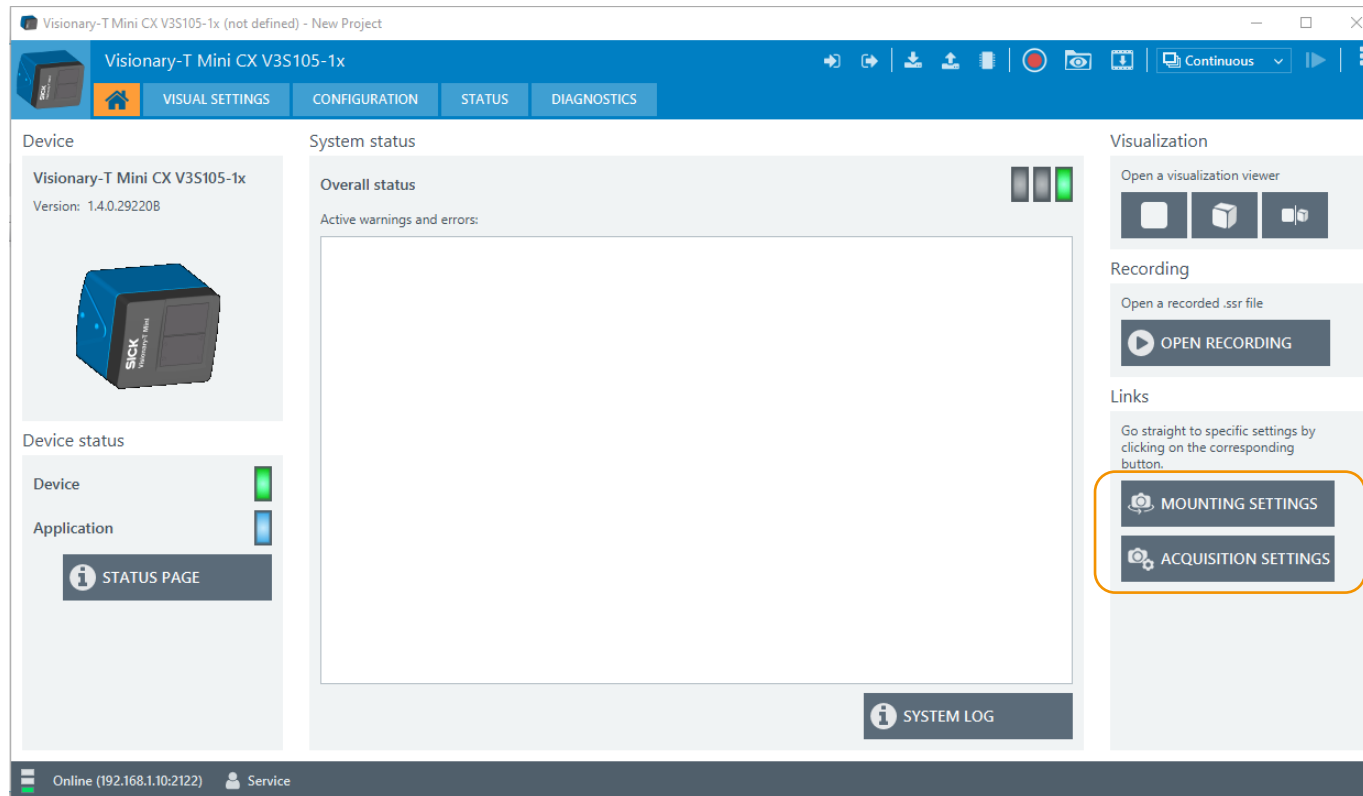 Visionary-T Mini CX V3S105-1x (not defined) - New Project
Visionary-T Mini CX V3S105-1x
Continuous
VISUAL SETTINGS
CONFIGURATION
STATUS
DIAGNOSTICS
Device
Visionary-T Mini CX V3S105-1x
Version: 1.4.0.29220B
SICK
Visionary-T Mini
Device status
Device
Application
STATUS PAGE
System status
Overall status
Active warnings and errors:
SYSTEM LOG
Visualization
Open a visualization viewer
Recording
Open a recorded .ssr file
OPEN RECORDING
Links
Go straight to specific settings by
clicking on the corresponding
button.
MOUNTING SETTINGS
ACQUISITION SETTINGS
Online (192.168.1.10:2122)
Service